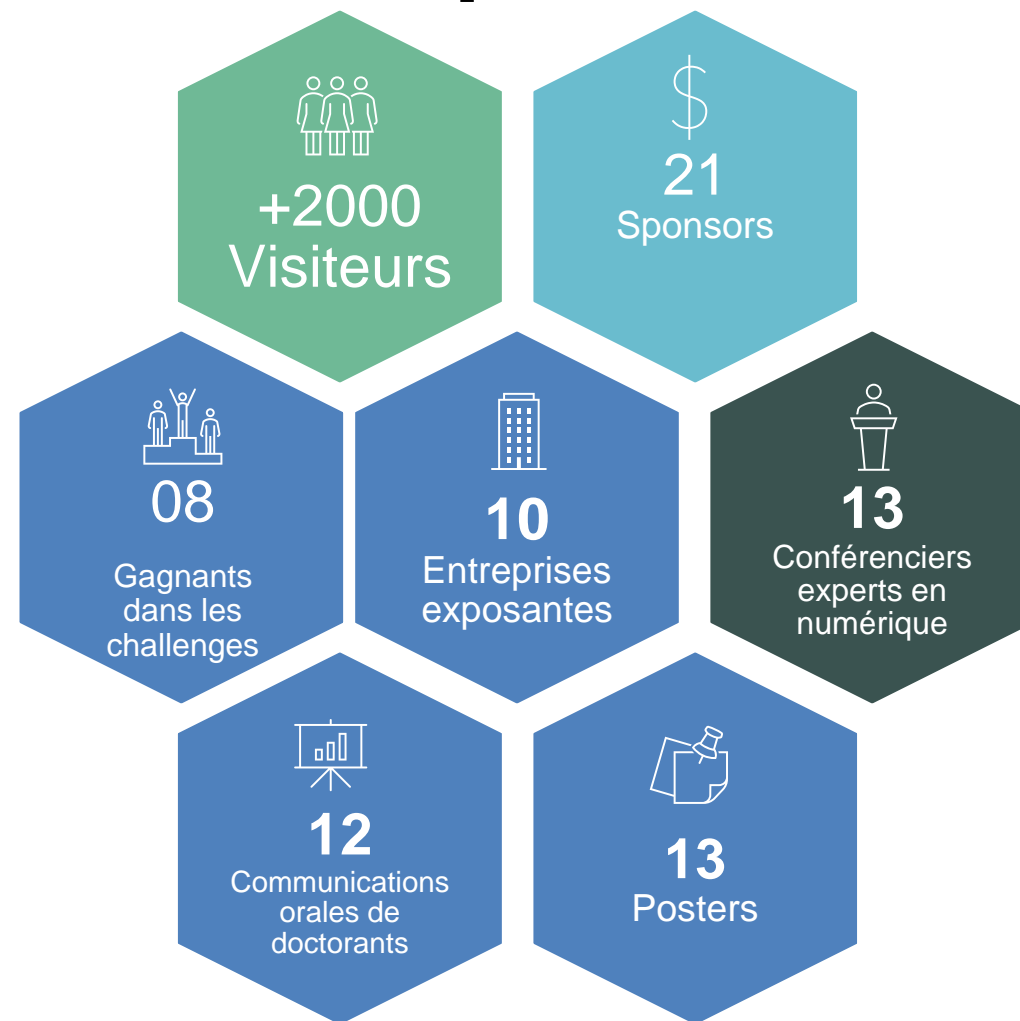 +2000
Visiteurs
21
Sponsors
08
Gagnants
dans les
challenges
10
Entreprises
exposantes
13
Conférenciers
experts en
numérique
12
Communications
orales de
doctorants
13
Posters